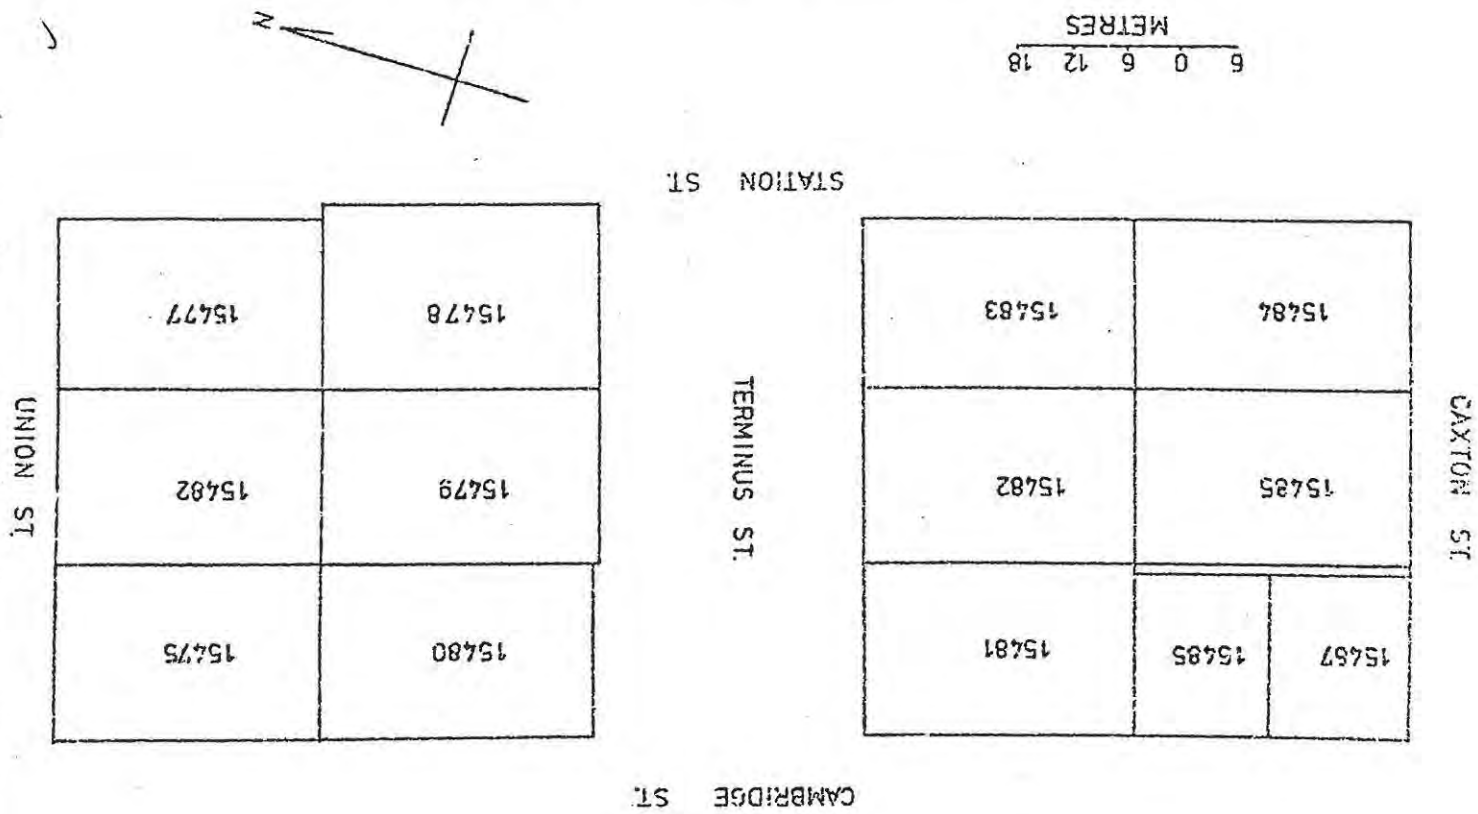 CAMBRIDGE ST.
15467
15485
15481
15480
15475
15485
15482
15479
15482
15484
15483
15478
15477
CAXTON ST.
TERMINUS ST.
UNION ST.
STATION ST.
6 0 6 12 18
METRES
N